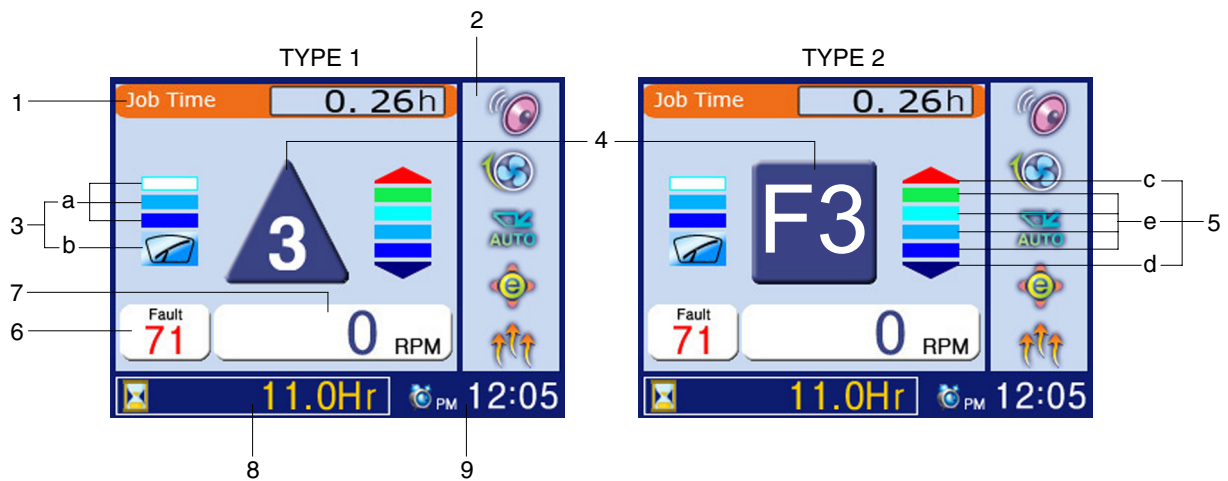 2
TYPE 1
TYPE 2
1
Job Time
0. 26h
Job Time
0. 26h
4
3
a
b
AUTO
3
F3
AUTO
c
e
d
5
7
6
Fault
71
0 RPM
Fault
71
0 RPM
11.0Hr
PM 12:05
11.0Hr
PM 12:05
8
9